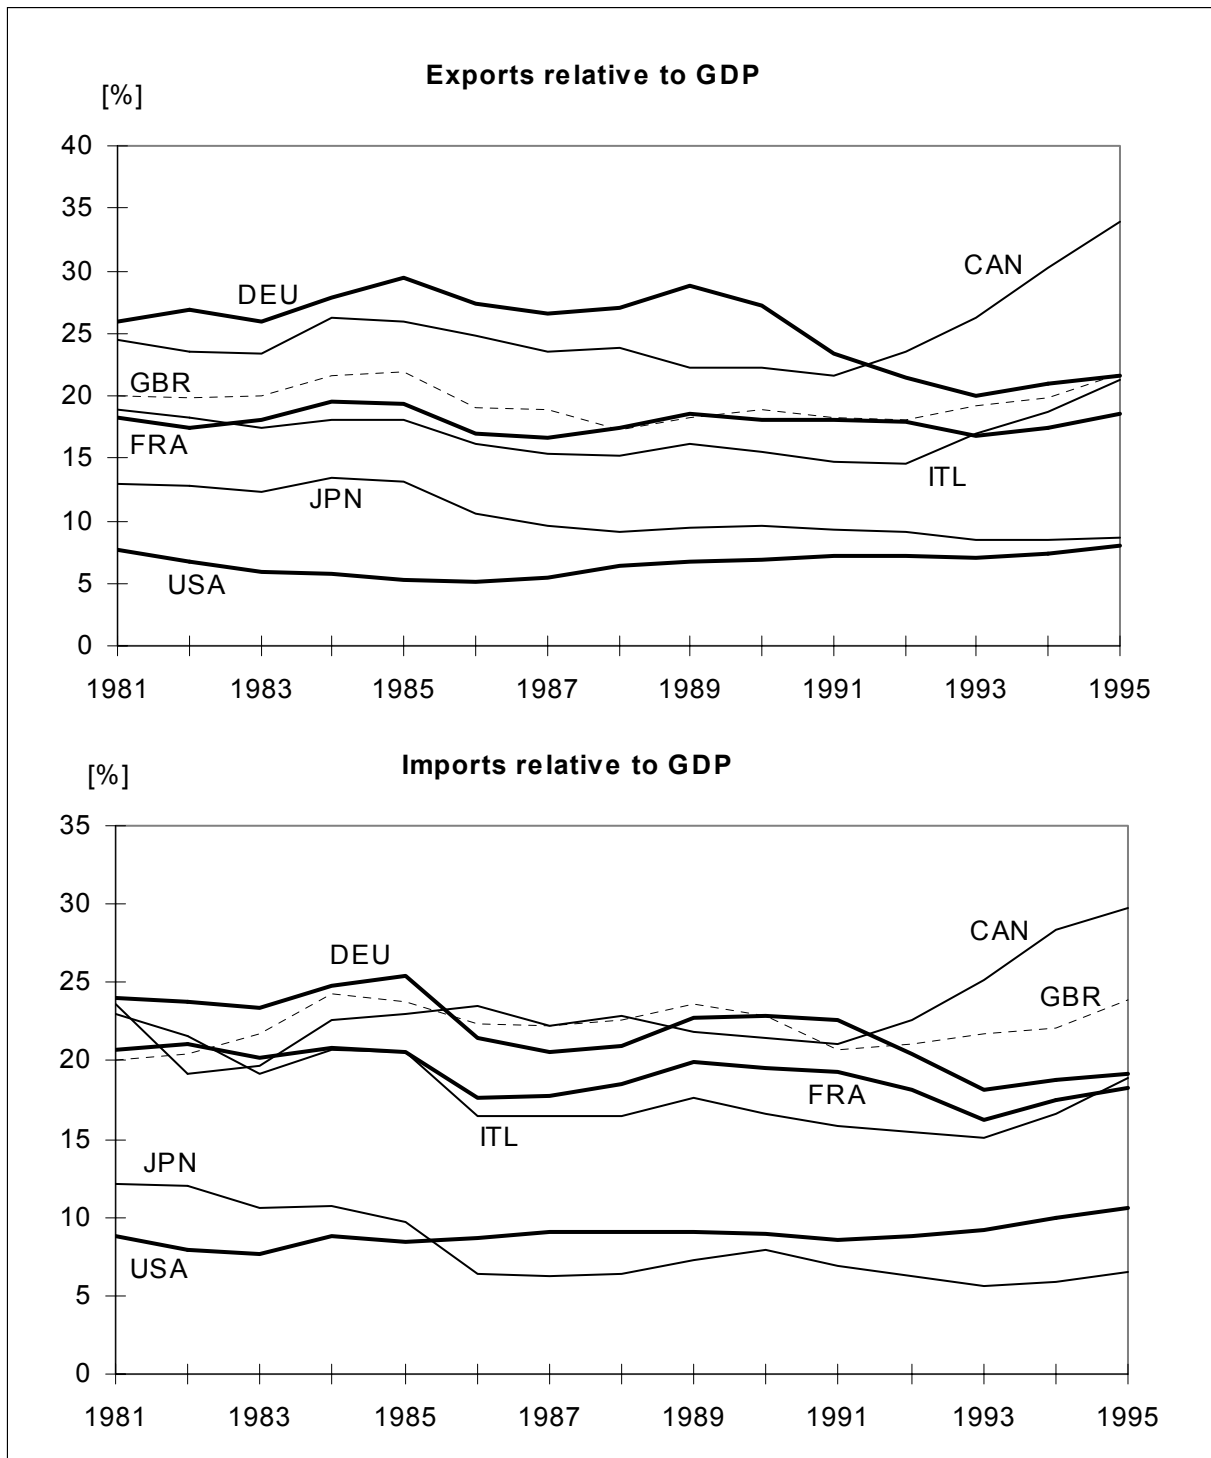 Exports relative to GDP
[%]
40
35
30
25
20
15
10
5
0
CAN
DEU
GBR
FRA
ITL
JPN
USA
1981 1983 1985 1987 1989 1991 1993 1995
Imports relative to GDP
[%]
35
30
25
20
15
10
5
0
CAN
DEU
GBR
FRA
ITL
JPN
USA
1981 1983 1985 1987 1989 1991 1993 1995